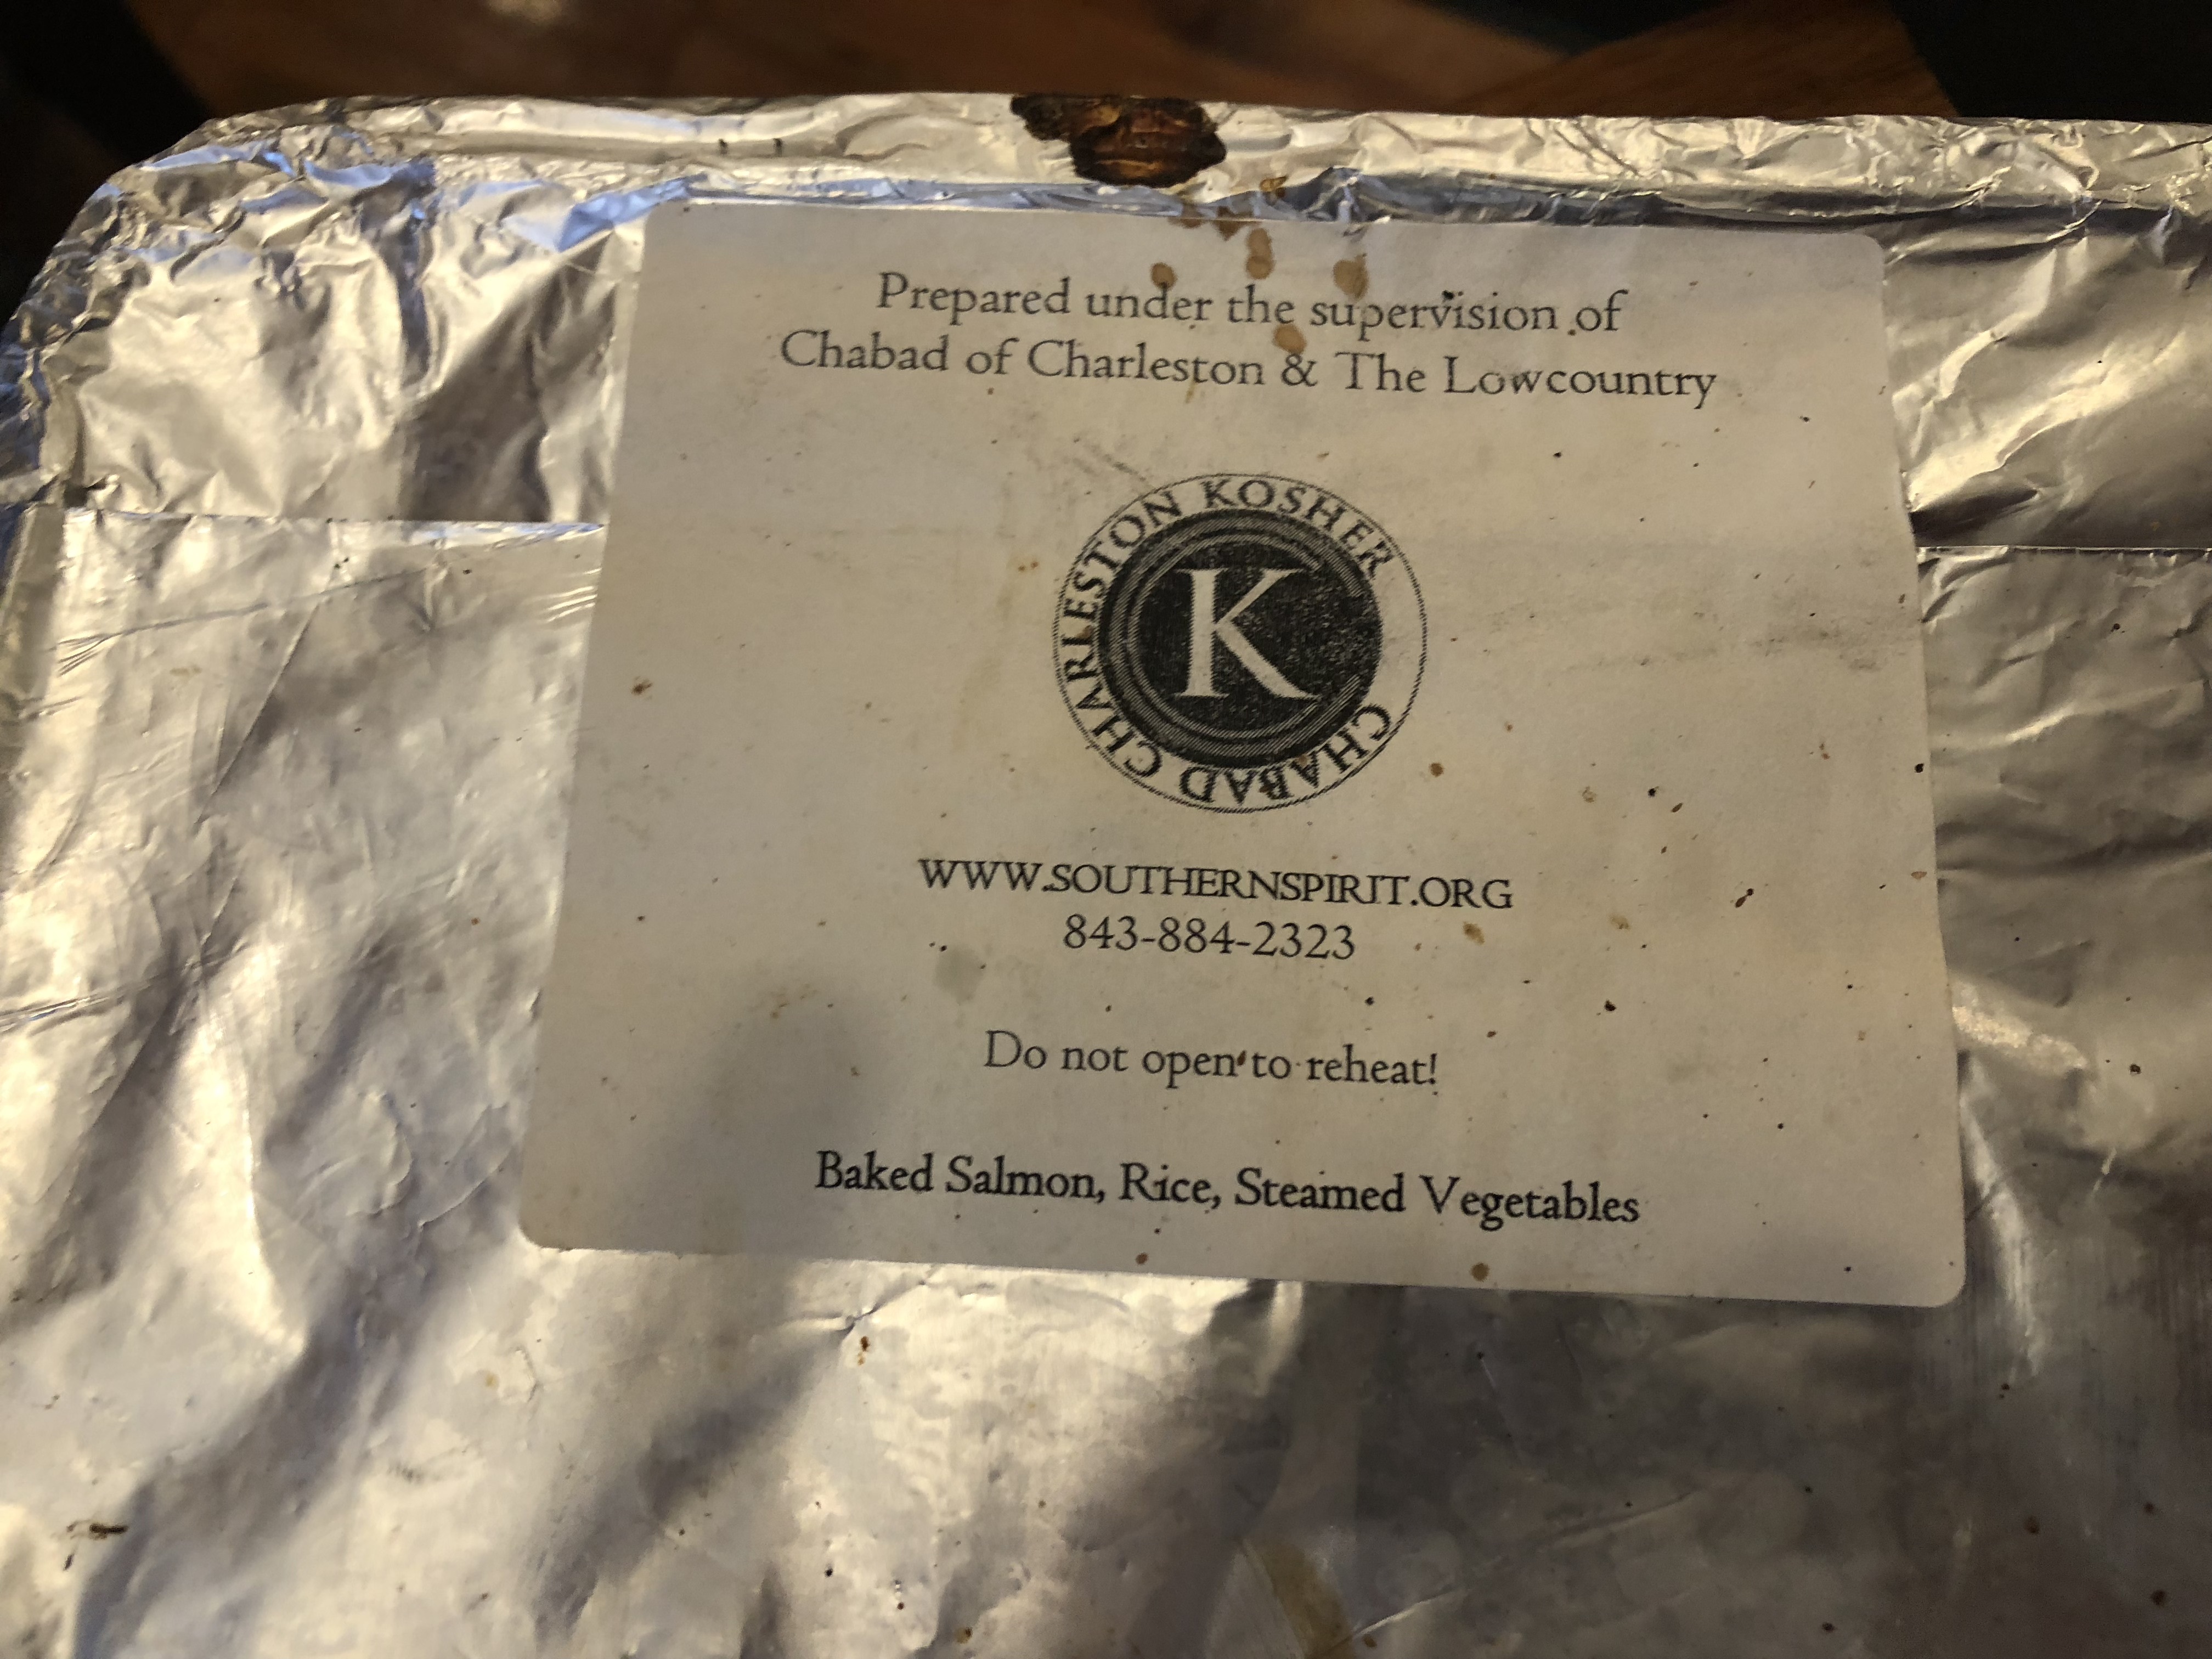 Prepared under the supervision of
Chabad of Charleston & The Lowcountry
CHARLESTON KOSHER
K
CHABAD
WWW.SOUTHERNSPIRIT.ORG
843-884-2323
Do not open to reheat!
Baked Salmon, Rice, Steamed Vegetables